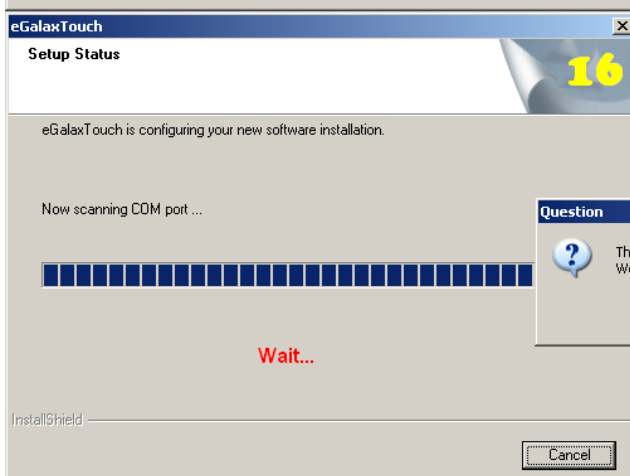 eGalaxTouch
Setup Status
16
eGalaxTouch is configuring your new software installation.
Now scanning COM port ...
Question
Wait...
InstallShield
Cancel